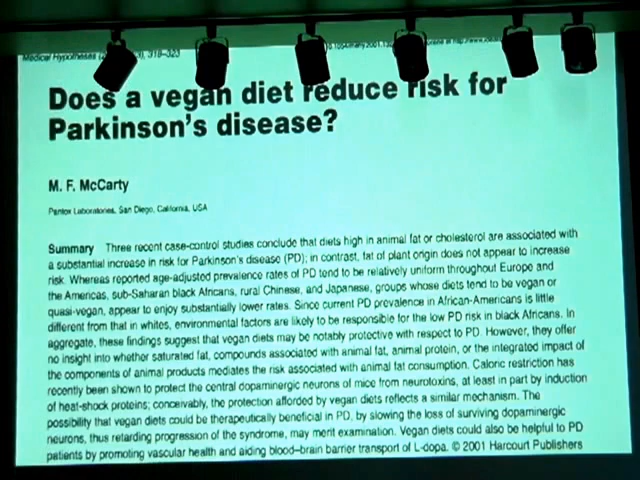 Medical Hypotheses 318–323
Does a vegan diet reduce risk for
Parkinson's disease?
M. F. McCarty
Pantox Laboratories, San Diego, California, USA
Summary Three recent case-control studies conclude that diets high in animal fat or cholesterol are associated with
a substantial increase in risk for Parkinson's disease (PD); in contrast, fat of plant origin does not appear to increase
risk. Whereas reported age-adjusted prevalence rates of PD tend to be relatively uniform throughout Europe and
the Americas, sub-Saharan black Africans, rural Chinese, and Japanese, groups whose diets tend to be vegan or
quasi-vegan, appear to enjoy substantially lower rates. Since current PD prevalence in African-Americans is little
different from that in whites, environmental factors are likely to be responsible for the low PD risk in black Africans. In
aggregate, these findings suggest that vegan diets may be notably protective with respect to PD. However, they offer
no insight into whether saturated fat, compounds associated with animal fat, animal protein, or the integrated impact of
the components of animal products mediates the risk associated with animal fat consumption. Caloric restriction has
recently been shown to protect the central dopaminergic neurons of mice from neurotoxins, at least in part by induction
of heat-shock proteins; conceivably, the protection afforded by vegan diets reflects a similar mechanism. The
possibility that vegan diets could be therapeutically beneficial in PD, by slowing the loss of surviving dopaminergic
neurons, thus retarding progression of the syndrome, may merit examination. Vegan diets could also be helpful to PD
patients by promoting vascular health and aiding blood–brain barrier transport of L-dopa. © 2001 Harcourt Publishers